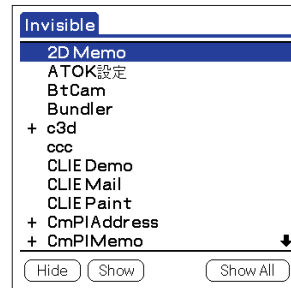 Invisible
2D Memo
ATOK設定
BtCam
Bundler
+ c3d
ccc
CLIE Demo
CLIE Mail
CLIE Paint
+ CmPIAddress
+ CmPIMemo
Hide Show Show All